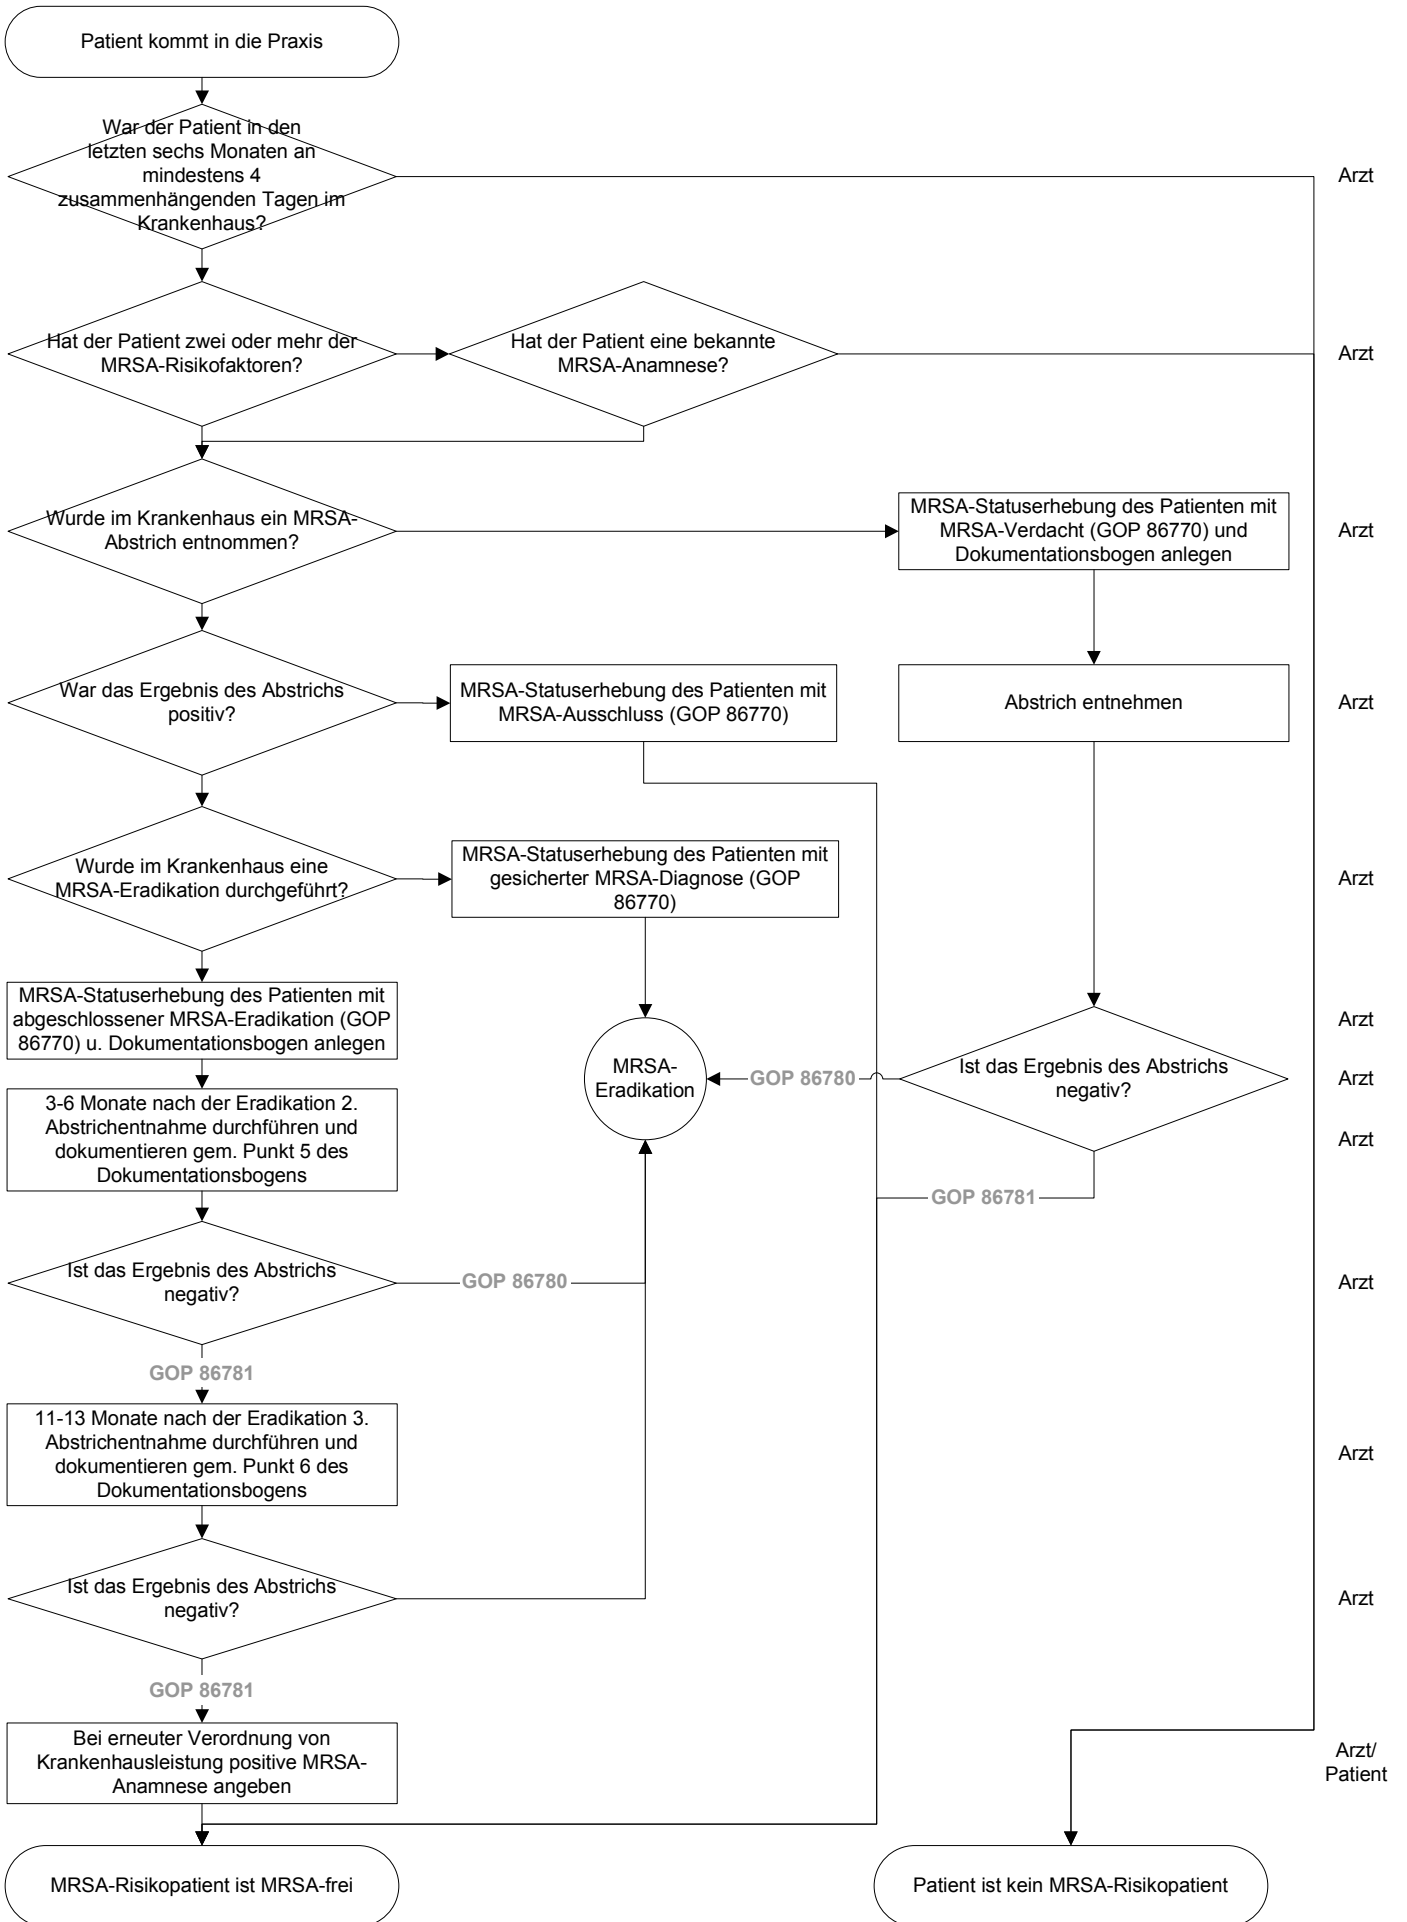 Patient kommt in die Praxis
War der Patient in den
letzten sechs Monaten an
mindestens 4
zusammenhängenden Tagen im
Krankenhaus?
Arzt
Hat der Patient zwei oder mehr der
MRSA-Risikofaktoren?
Hat der Patient eine bekannte
MRSA-Anamnese?
Arzt
Wurde im Krankenhaus ein MRSA-
Abstrich entnommen?
MRSA-Statuserhebung des Patienten mit
MRSA-Verdacht (GOP 86770) und
Dokumentationsbogen anlegen
Arzt
War das Ergebnis des Abstrichs
positiv?
MRSA-Statuserhebung des Patienten mit
MRSA-Ausschluss (GOP 86770)
Abstrich entnehmen
Arzt
Wurde im Krankenhaus eine
MRSA-Eradikation durchgeführt?
MRSA-Statuserhebung des Patienten mit
gesicherter MRSA-Diagnose (GOP
86770)
Arzt
MRSA-Statuserhebung des Patienten mit
abgeschlossener MRSA-Eradikation (GOP
86770) u. Dokumentationsbogen anlegen
Arzt
MRSA-
Eradikation
GOP 86780
Ist das Ergebnis des Abstrichs
negativ?
Arzt
3-6 Monate nach der Eradikation 2.
Abstrichentnahme durchführen und
dokumentieren gem. Punkt 5 des
Dokumentationsbogens
Arzt
GOP 86781
Ist das Ergebnis des Abstrichs
negativ?
GOP 86780
Arzt
GOP 86781
11-13 Monate nach der Eradikation 3.
Abstrichentnahme durchführen und
dokumentieren gem. Punkt 6 des
Dokumentationsbogens
Arzt
Ist das Ergebnis des Abstrichs
negativ?
Arzt
GOP 86781
Bei erneuter Verordnung von
Krankenhausleistung positive MRSA-
Anamnese angeben
Arzt/
Patient
MRSA-Risikopatient ist MRSA-frei
Patient ist kein MRSA-Risikopatient